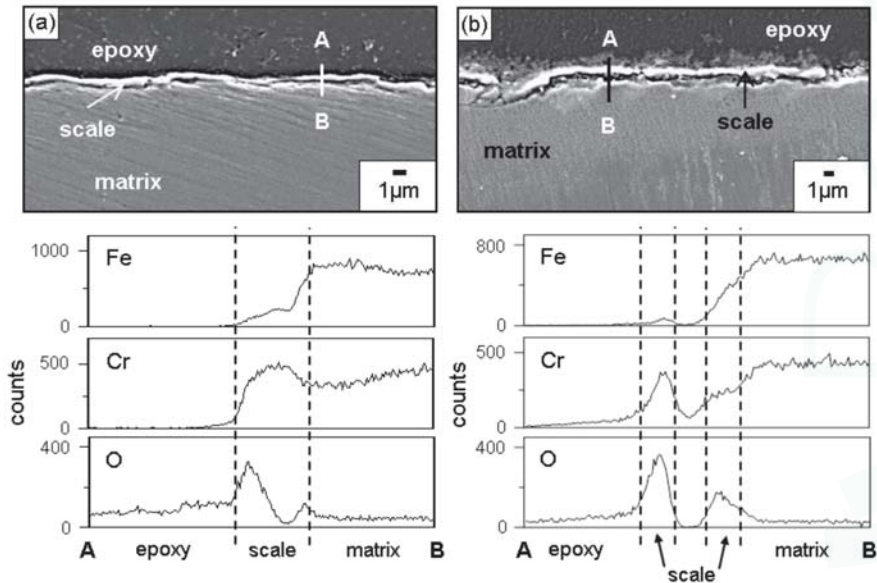 (a)
epoxy
A
B
scale
matrix
1µm
(b)
epoxy
A
B
scale
matrix
1µm
counts
1000
Fe
0
500
Cr
0
400
O
0
A epoxy scale matrix B
counts
800
Fe
0
500
Cr
0
400
O
0
A epoxy matrix B
scale